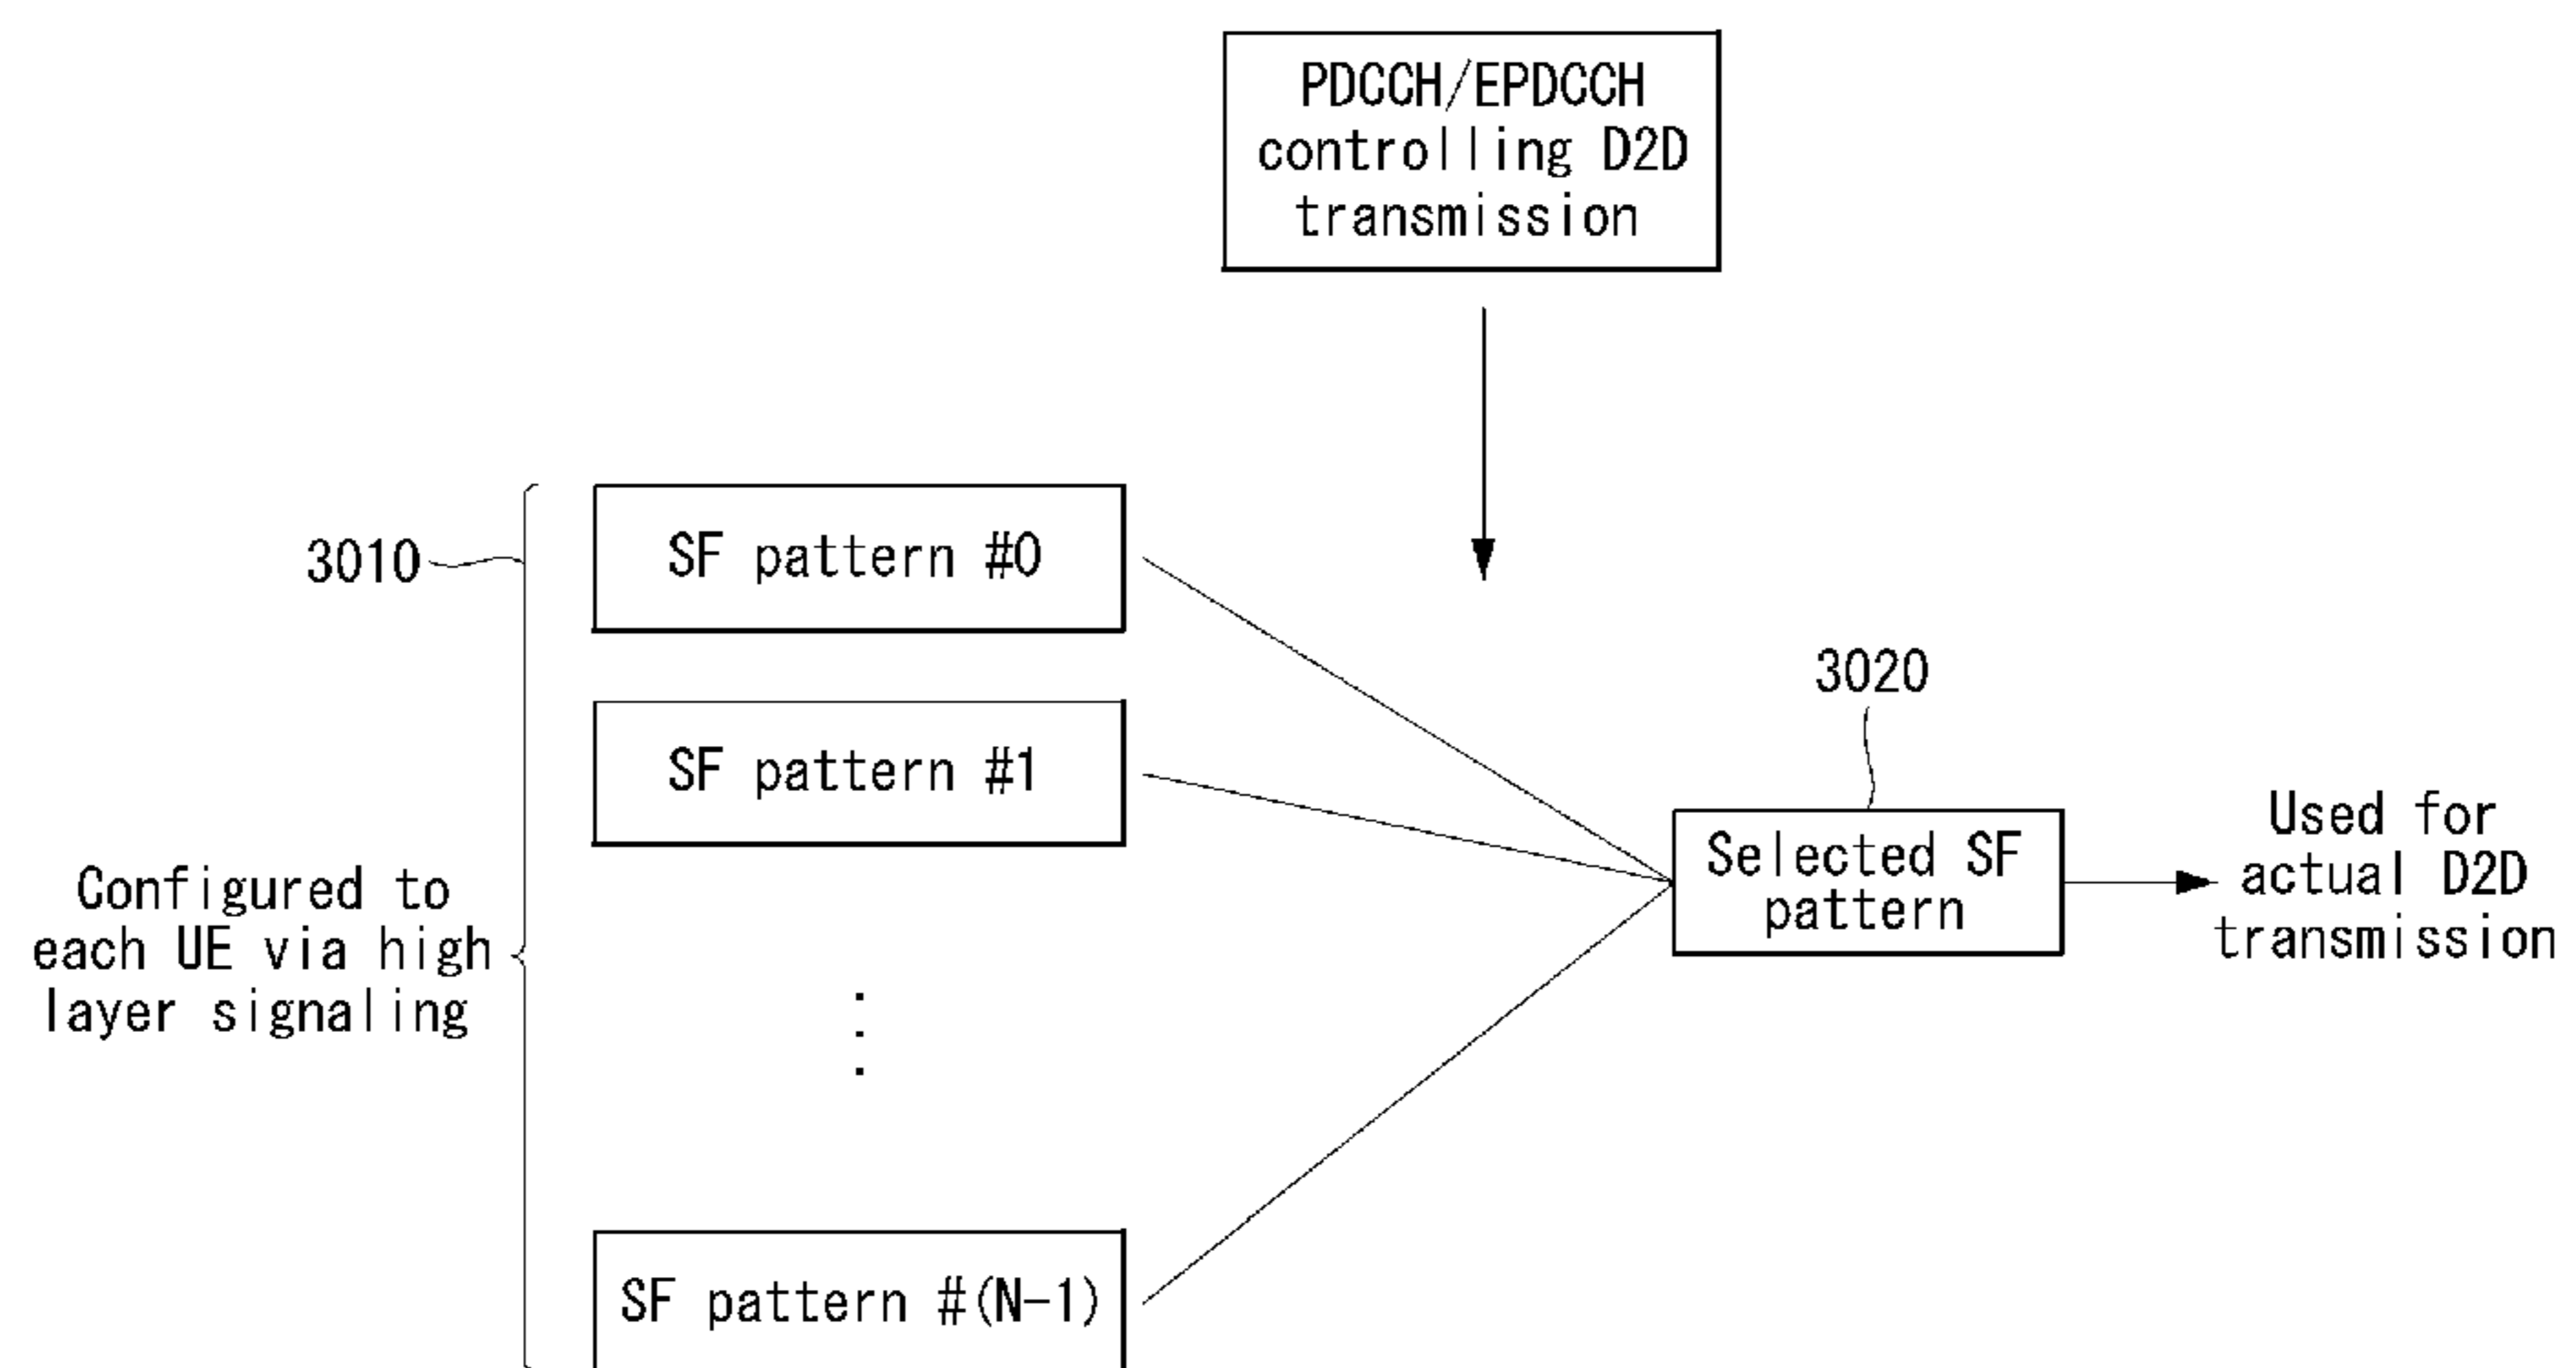 PDCCH/EPDCCH
controlling D2D
transmission
3010
SF pattern #0
SF pattern #1
3020
Selected SF
pattern
Used for
actual D2D
transmission
Configured to
each UE via high
layer signaling
SF pattern #(N-1)